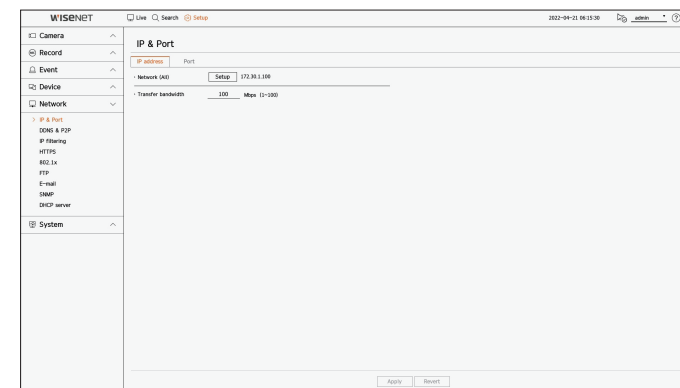 WISENET
Live Search Setup 2022-04-21 06:15:30 admin ?
Camera
Record
Event
Device
Network
IP & Port
DDNS & P2P
IP filtering
HTTPS
802.1x
FTP
E-mail
SNMP
DHCP server
System
IP & Port
IP address Port
Network (All) Setup 172.30.1.100
Transfer bandwidth 100 Mbps (1~100)
Apply Revert